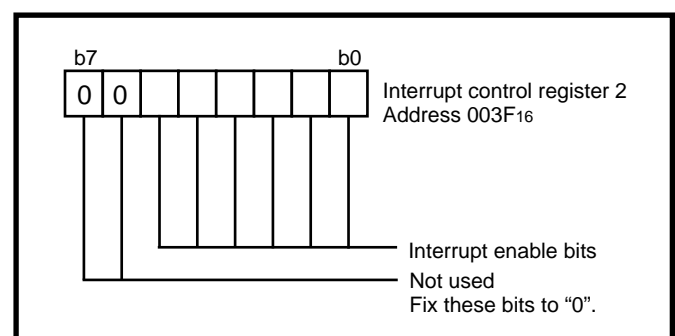 b7 b0
0 0
Interrupt control register 2
Address 003F16
Interrupt enable bits
Not used
Fix these bits to “0”.